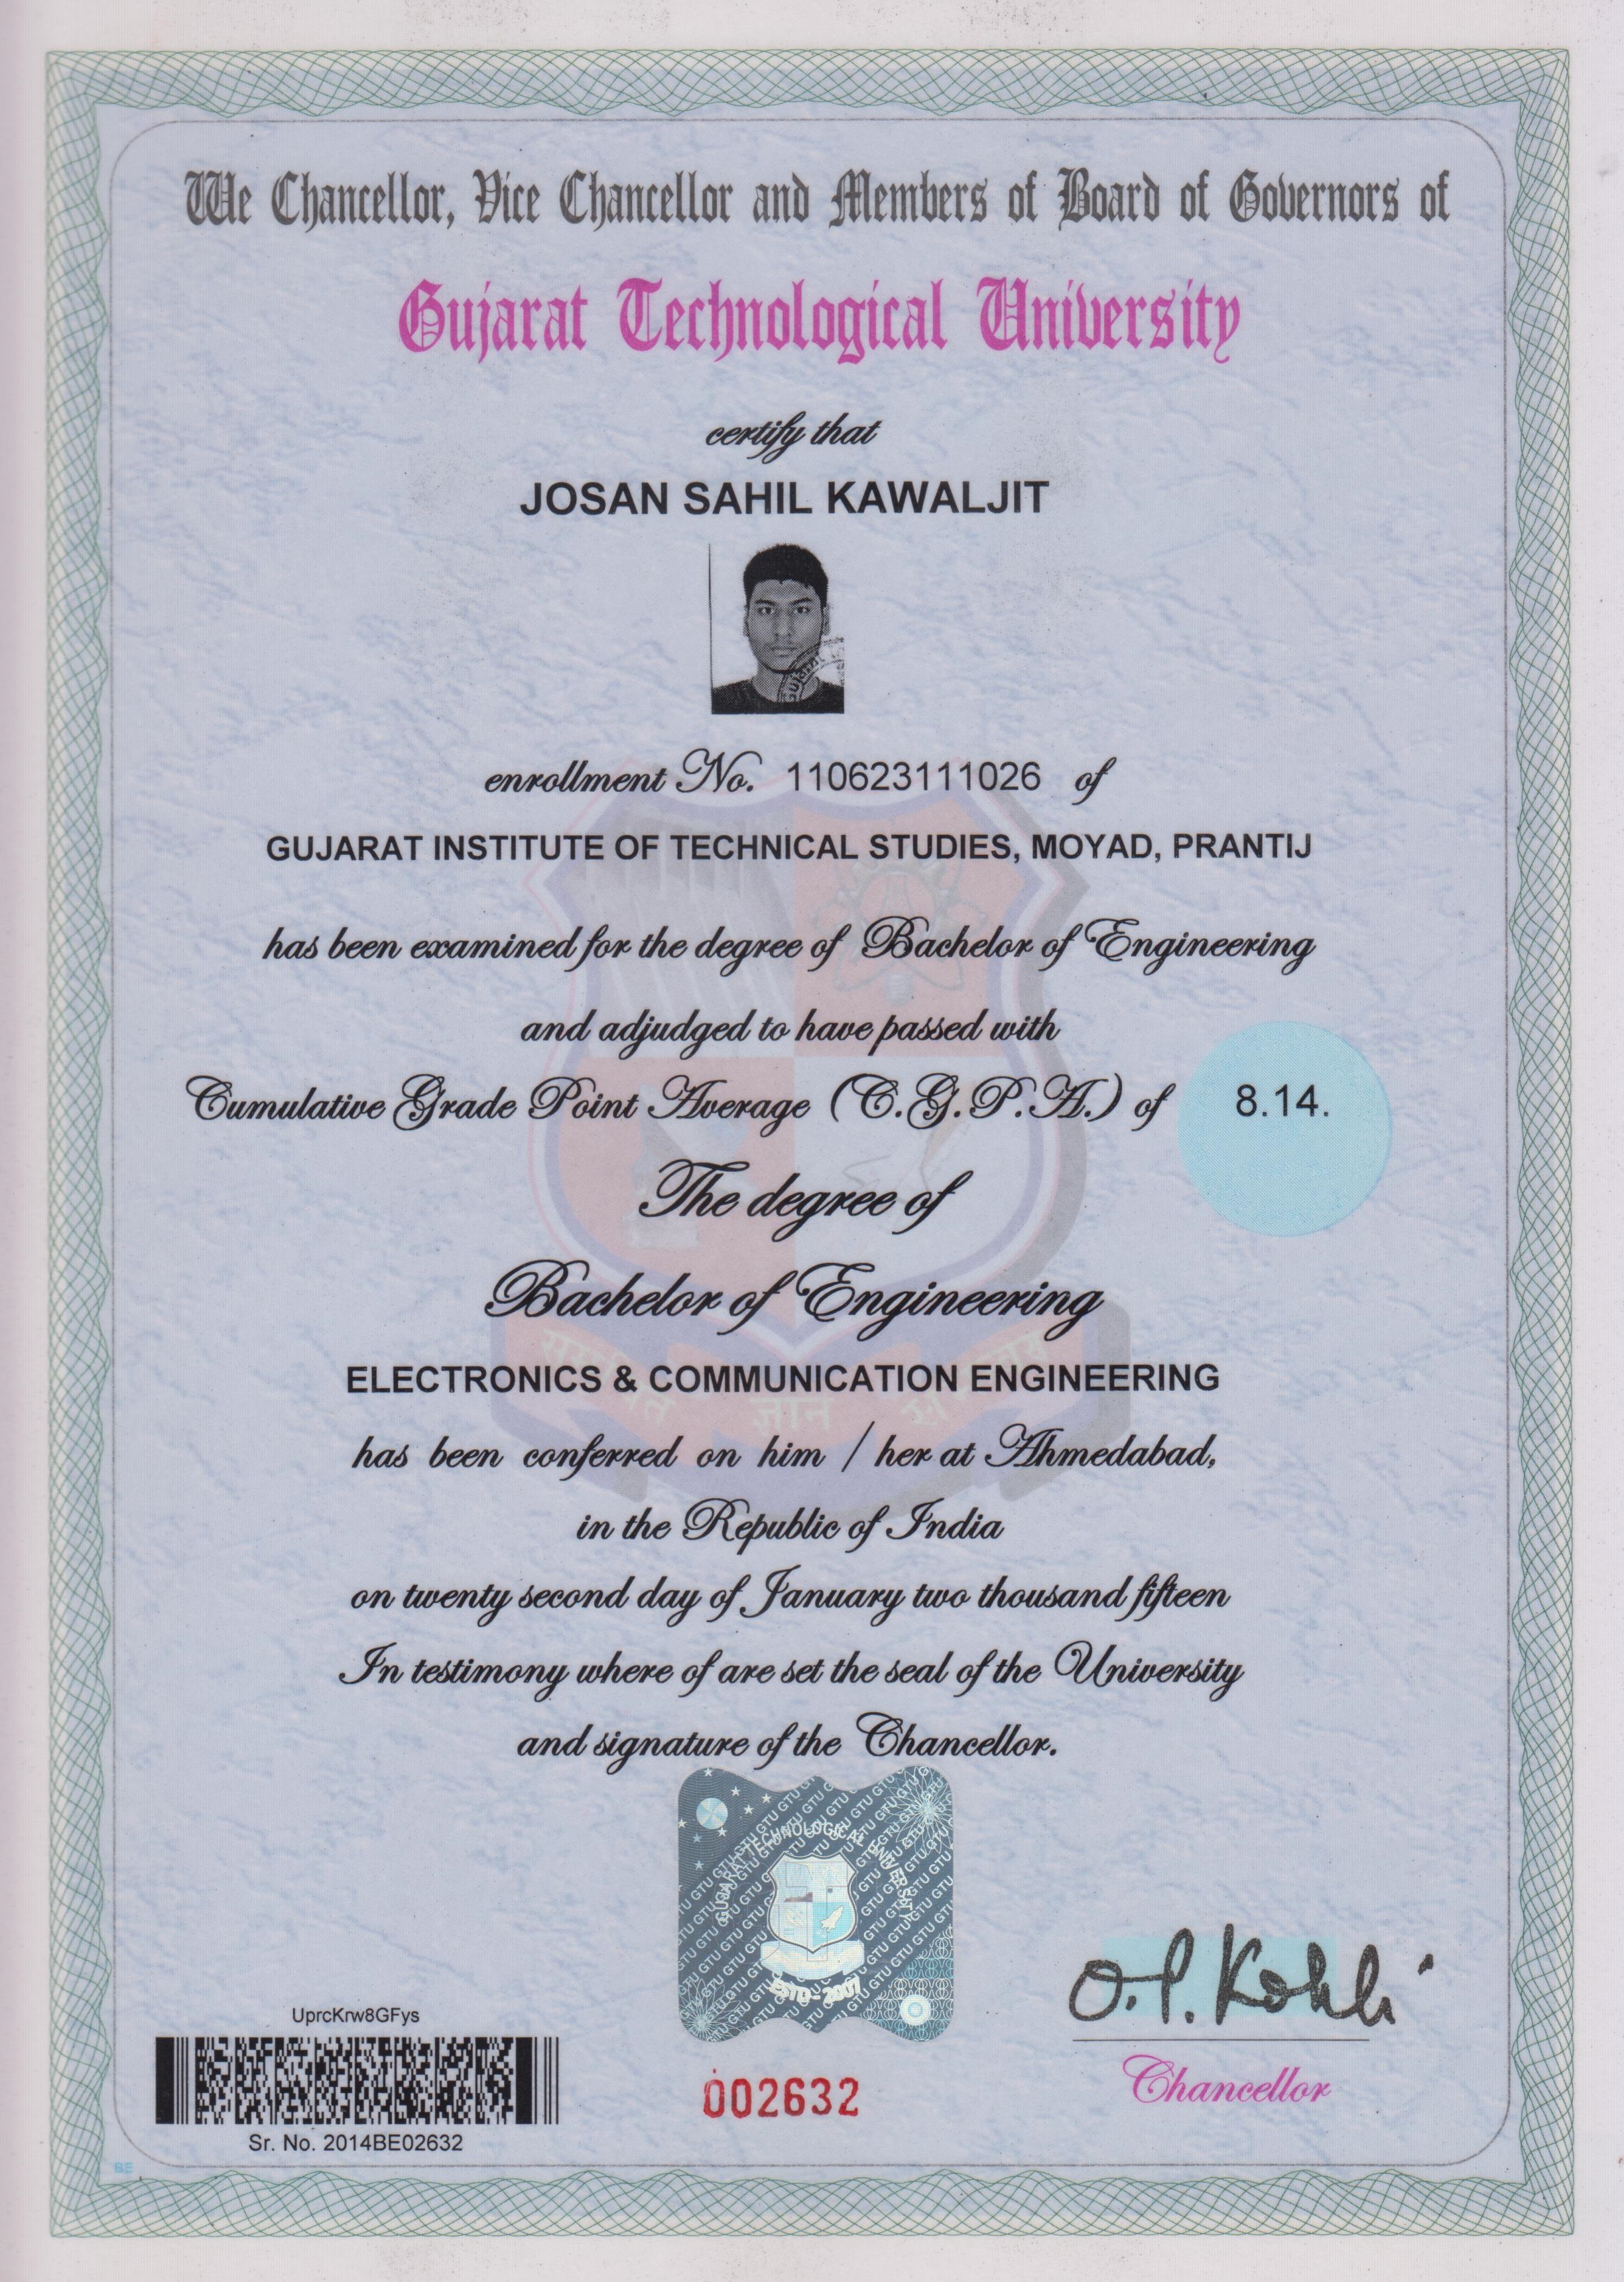 We Chancellor, Vice Chancellor and Members of Board of Governors of
Gujarat Technological University
certify that
JOSAN SAHIL KAWALJIT
enrollment No. 110623111026 of
GUJARAT INSTITUTE OF TECHNICAL STUDIES, MOYAD, PRANTIJ
has been examined for the degree of Bachelor of Engineering
and adjudged to have passed with
Cumulative Grade Point Average (C.G.P.A.) of 8.14.
The degree of
Bachelor of Engineering
ELECTRONICS & COMMUNICATION ENGINEERING
has been conferred on him / her at Ahmedabad,
in the Republic of India
on twenty second day of January two thousand fifteen
In testimony where of are set the seal of the University
and signature of the Chancellor.
GUJARAT TECHNOLOGICAL UNIVERSITY
ESTD - 2007
O.P. Kohli
Chancellor
UprcKrw8GFys
Sr. No. 2014BE02632
002632
BE